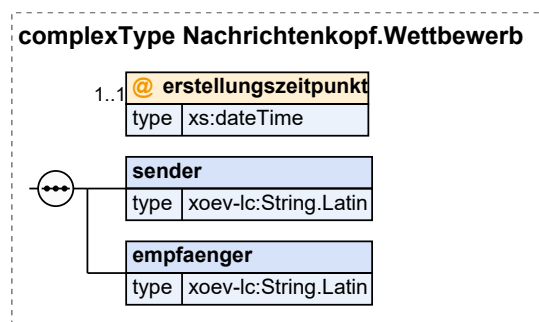 complexType Nachrichtenkopf.Wettbewerb
1..1 @ erstellungszeitpunkt
type xs:dateTime
sender
type xoev-lc:String.Latin
empfaenger
type xoev-lc:String.Latin